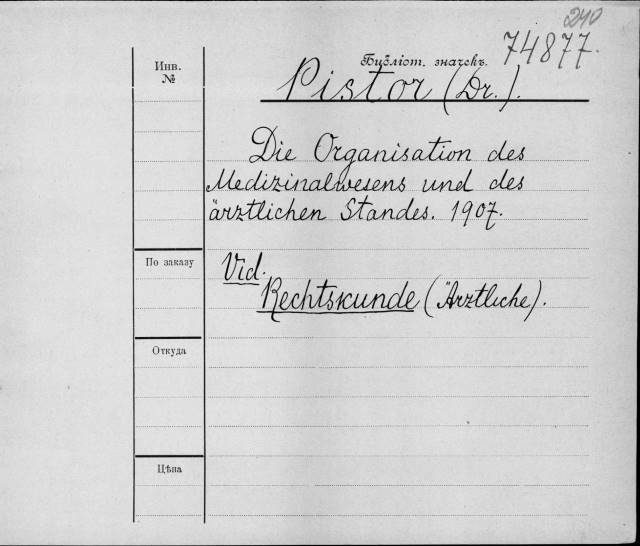 240
74877.
Инв.
№
Библіот. значекъ.
Pistor (Dr.).
Die Organisation des
Medizinalwesens und des
ärztlichen Standes. 1907.
По заказу
Vid.
Rechtskunde (Ärztliche).
Откуда
Цѣна